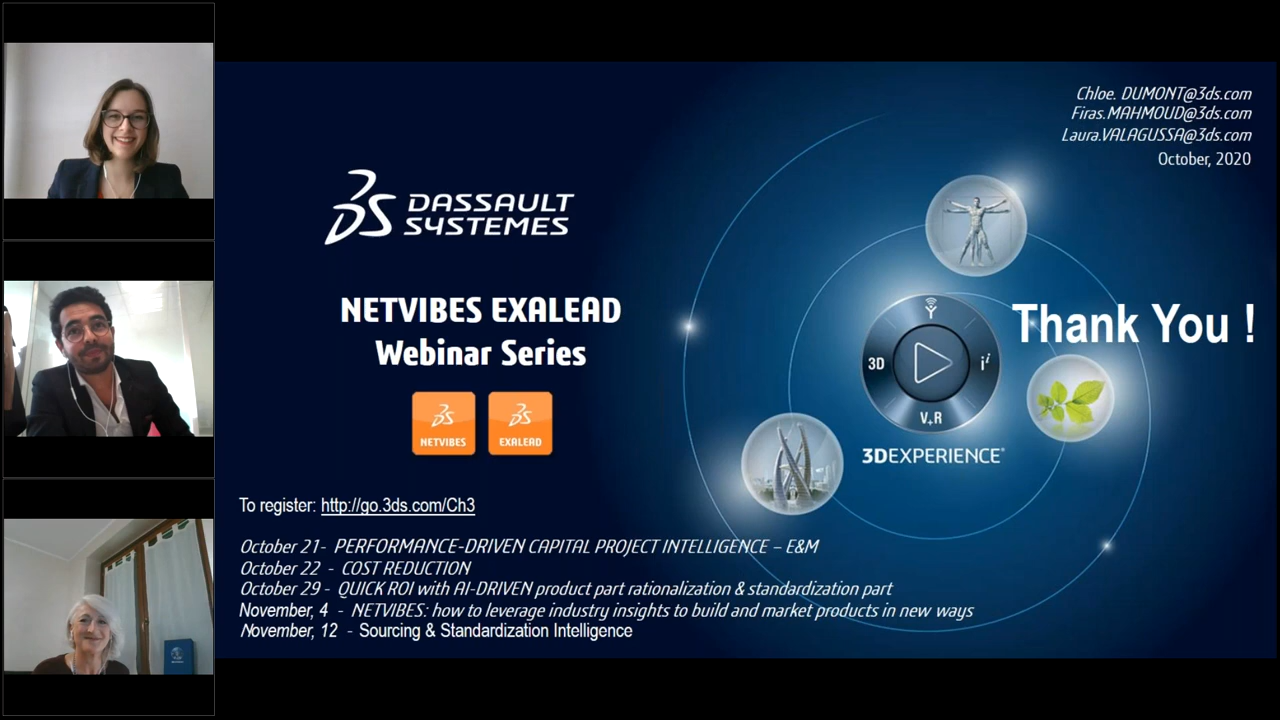 Chloe. DUMONT@3ds.com
Firas.MAHMOUD@3ds.com
Laura.VALAGUSSA@3ds.com
October, 2020
DASSAULT
SYSTEMES
NETVIBES EXALEAD
Webinar Series
NETVIBES
EXALEAD
Thank You !
3D
i i
V+R
3DEXPERIENCE®
To register: http://go.3ds.com/Ch3
October 21- PERFORMANCE-DRIVEN CAPITAL PROJECT INTELLIGENCE – E&M
October 22 - COST REDUCTION
October 29 - QUICK ROI with AI-DRIVEN product part rationalization & standardization part
November, 4 - NETVIBES: how to leverage industry insights to build and market products in new ways
November, 12 - Sourcing & Standardization Intelligence